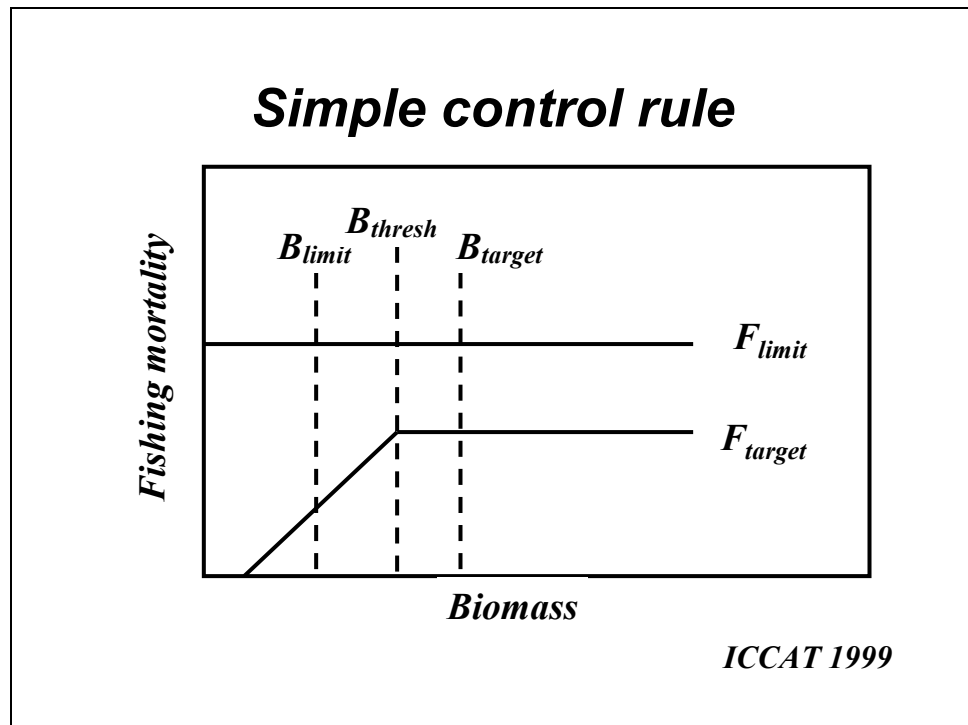 Simple control rule
B_thresh
B_limit
B_target
F_limit
F_target
Fishing mortality
Biomass
ICCAT 1999